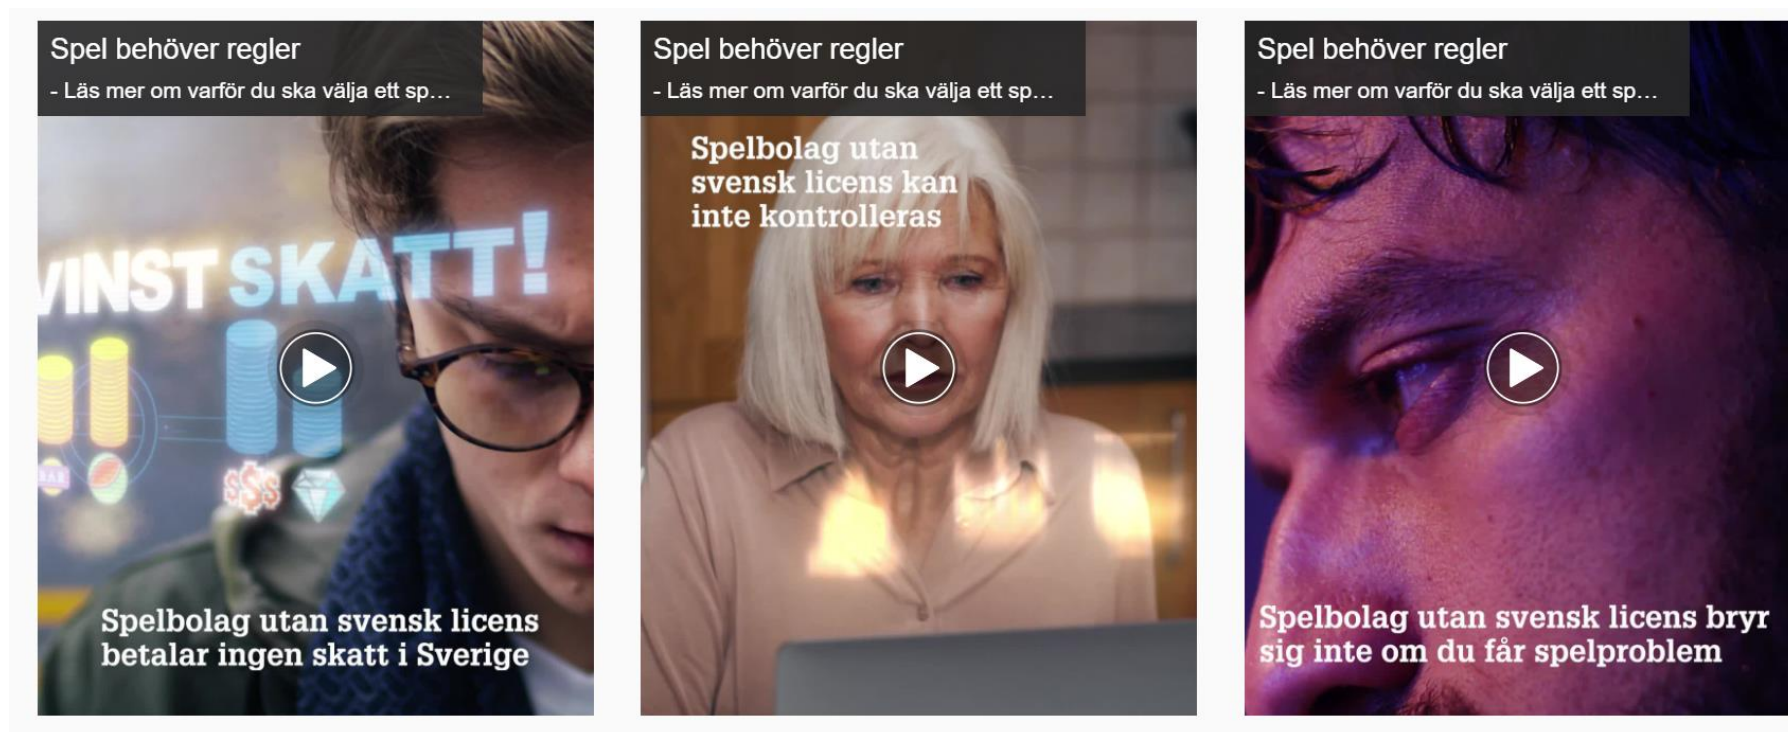 Spel behöver regler
- Läs mer om varför du ska välja ett sp…
VINST SKATT!
BAR
$$$
Spelbolag utan svensk licens
betalar ingen skatt i Sverige
Spel behöver regler
- Läs mer om varför du ska välja ett sp…
Spelbolag utan
svensk licens kan
inte kontrolleras
Spel behöver regler
- Läs mer om varför du ska välja ett sp…
Spelbolag utan svensk licens bryr
sig inte om du får spelproblem